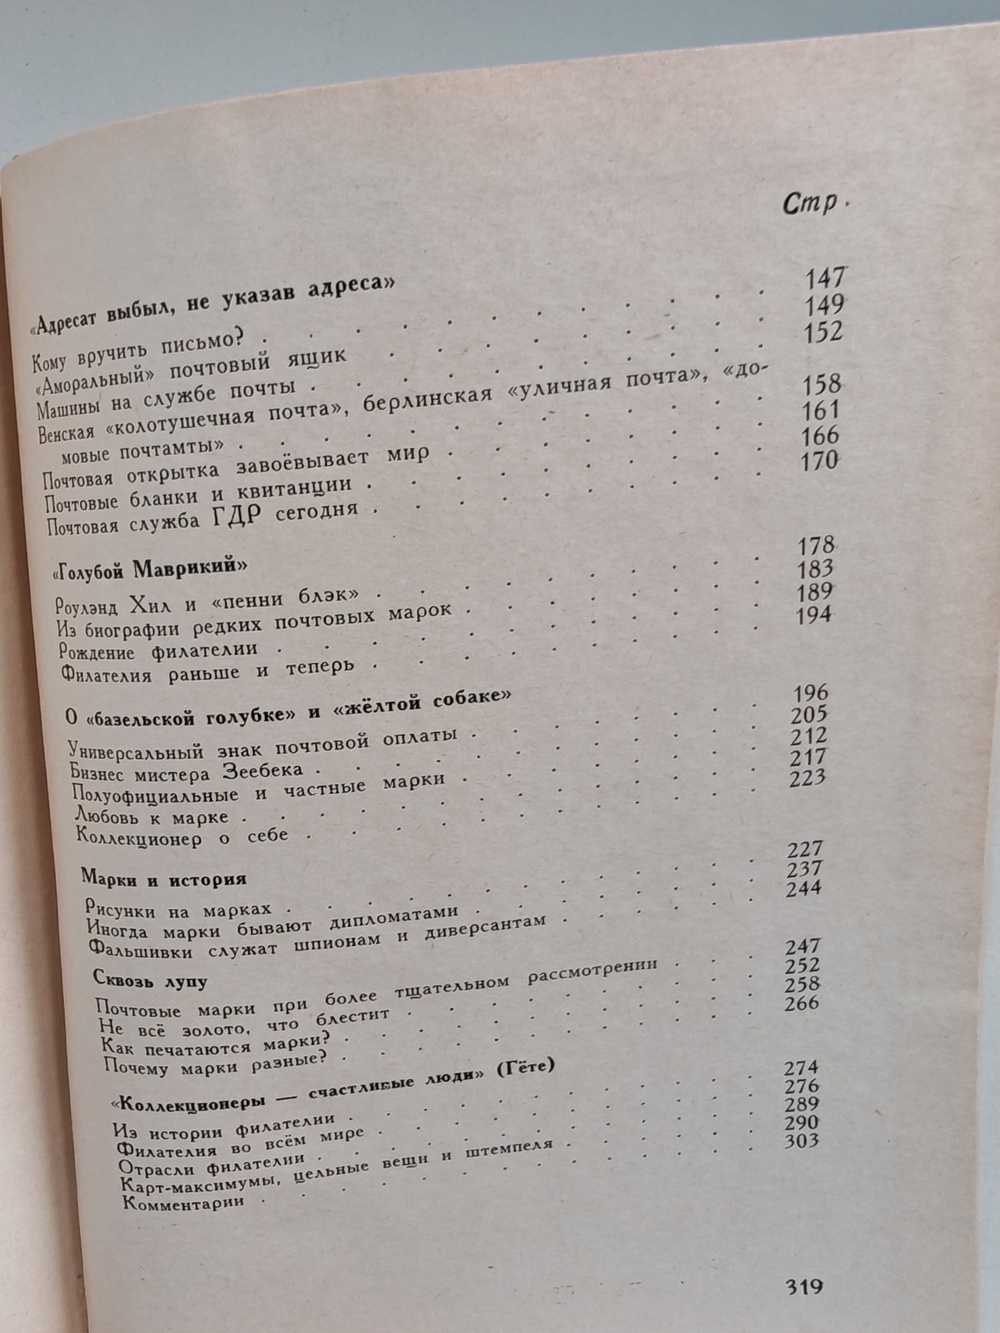 Стр.
«Адресат выбыл, не указав адреса»
Кому вручить письмо? . . . . . . . . . . 147
«Аморальный» почтовый ящик . . . . . . . . 149
Машины на службе почты . . . . . . . . . 152
Венская «колотушечная почта», берлинская «уличная почта», «до-
мовые почтамты» . . . . . . . . . . . 158
Почтовая открытка завоёвывает мир . . . . . . . 161
Почтовые бланки и квитанции . . . . . . . . 166
Почтовая служба ГДР сегодня . . . . . . . . 170
«Голубой Маврикий»
Роулэнд Хил и «пенни блэк» . . . . . . . . . 178
Из биографии редких почтовых марок . . . . . . . 183
Рождение филателии . . . . . . . . . . . 189
Филателия раньше и теперь . . . . . . . . . 194
О «базельской голубке» и «жёлтой собаке»
Универсальный знак почтовой оплаты . . . . . . . 196
Бизнес мистера Зеебека . . . . . . . . . . 205
Полуофициальные и частные марки . . . . . . . 212
Любовь к марке . . . . . . . . . . . . 217
Коллекционер о себе . . . . . . . . . . . 223
Марки и история
Рисунки на марках . . . . . . . . . . . 227
Иногда марки бывают дипломатами . . . . . . . 237
Фальшивки служат шпионам и диверсантам . . . . . 244
Сквозь лупу
Почтовые марки при более тщательном рассмотрении . . . 247
Не всё золото, что блестит . . . . . . . . . 252
Как печатаются марки? . . . . . . . . . . 258
Почему марки разные? . . . . . . . . . . 266
«Коллекционеры — счастливые люди» (Гёте)
Из истории филателии . . . . . . . . . . 274
Филателия во всём мире . . . . . . . . . 276
Отрасли филателии . . . . . . . . . . . 289
Карт-максимумы, цельные вещи и штемпеля . . . . . 290
Комментарии . . . . . . . . . . . . . 303
319